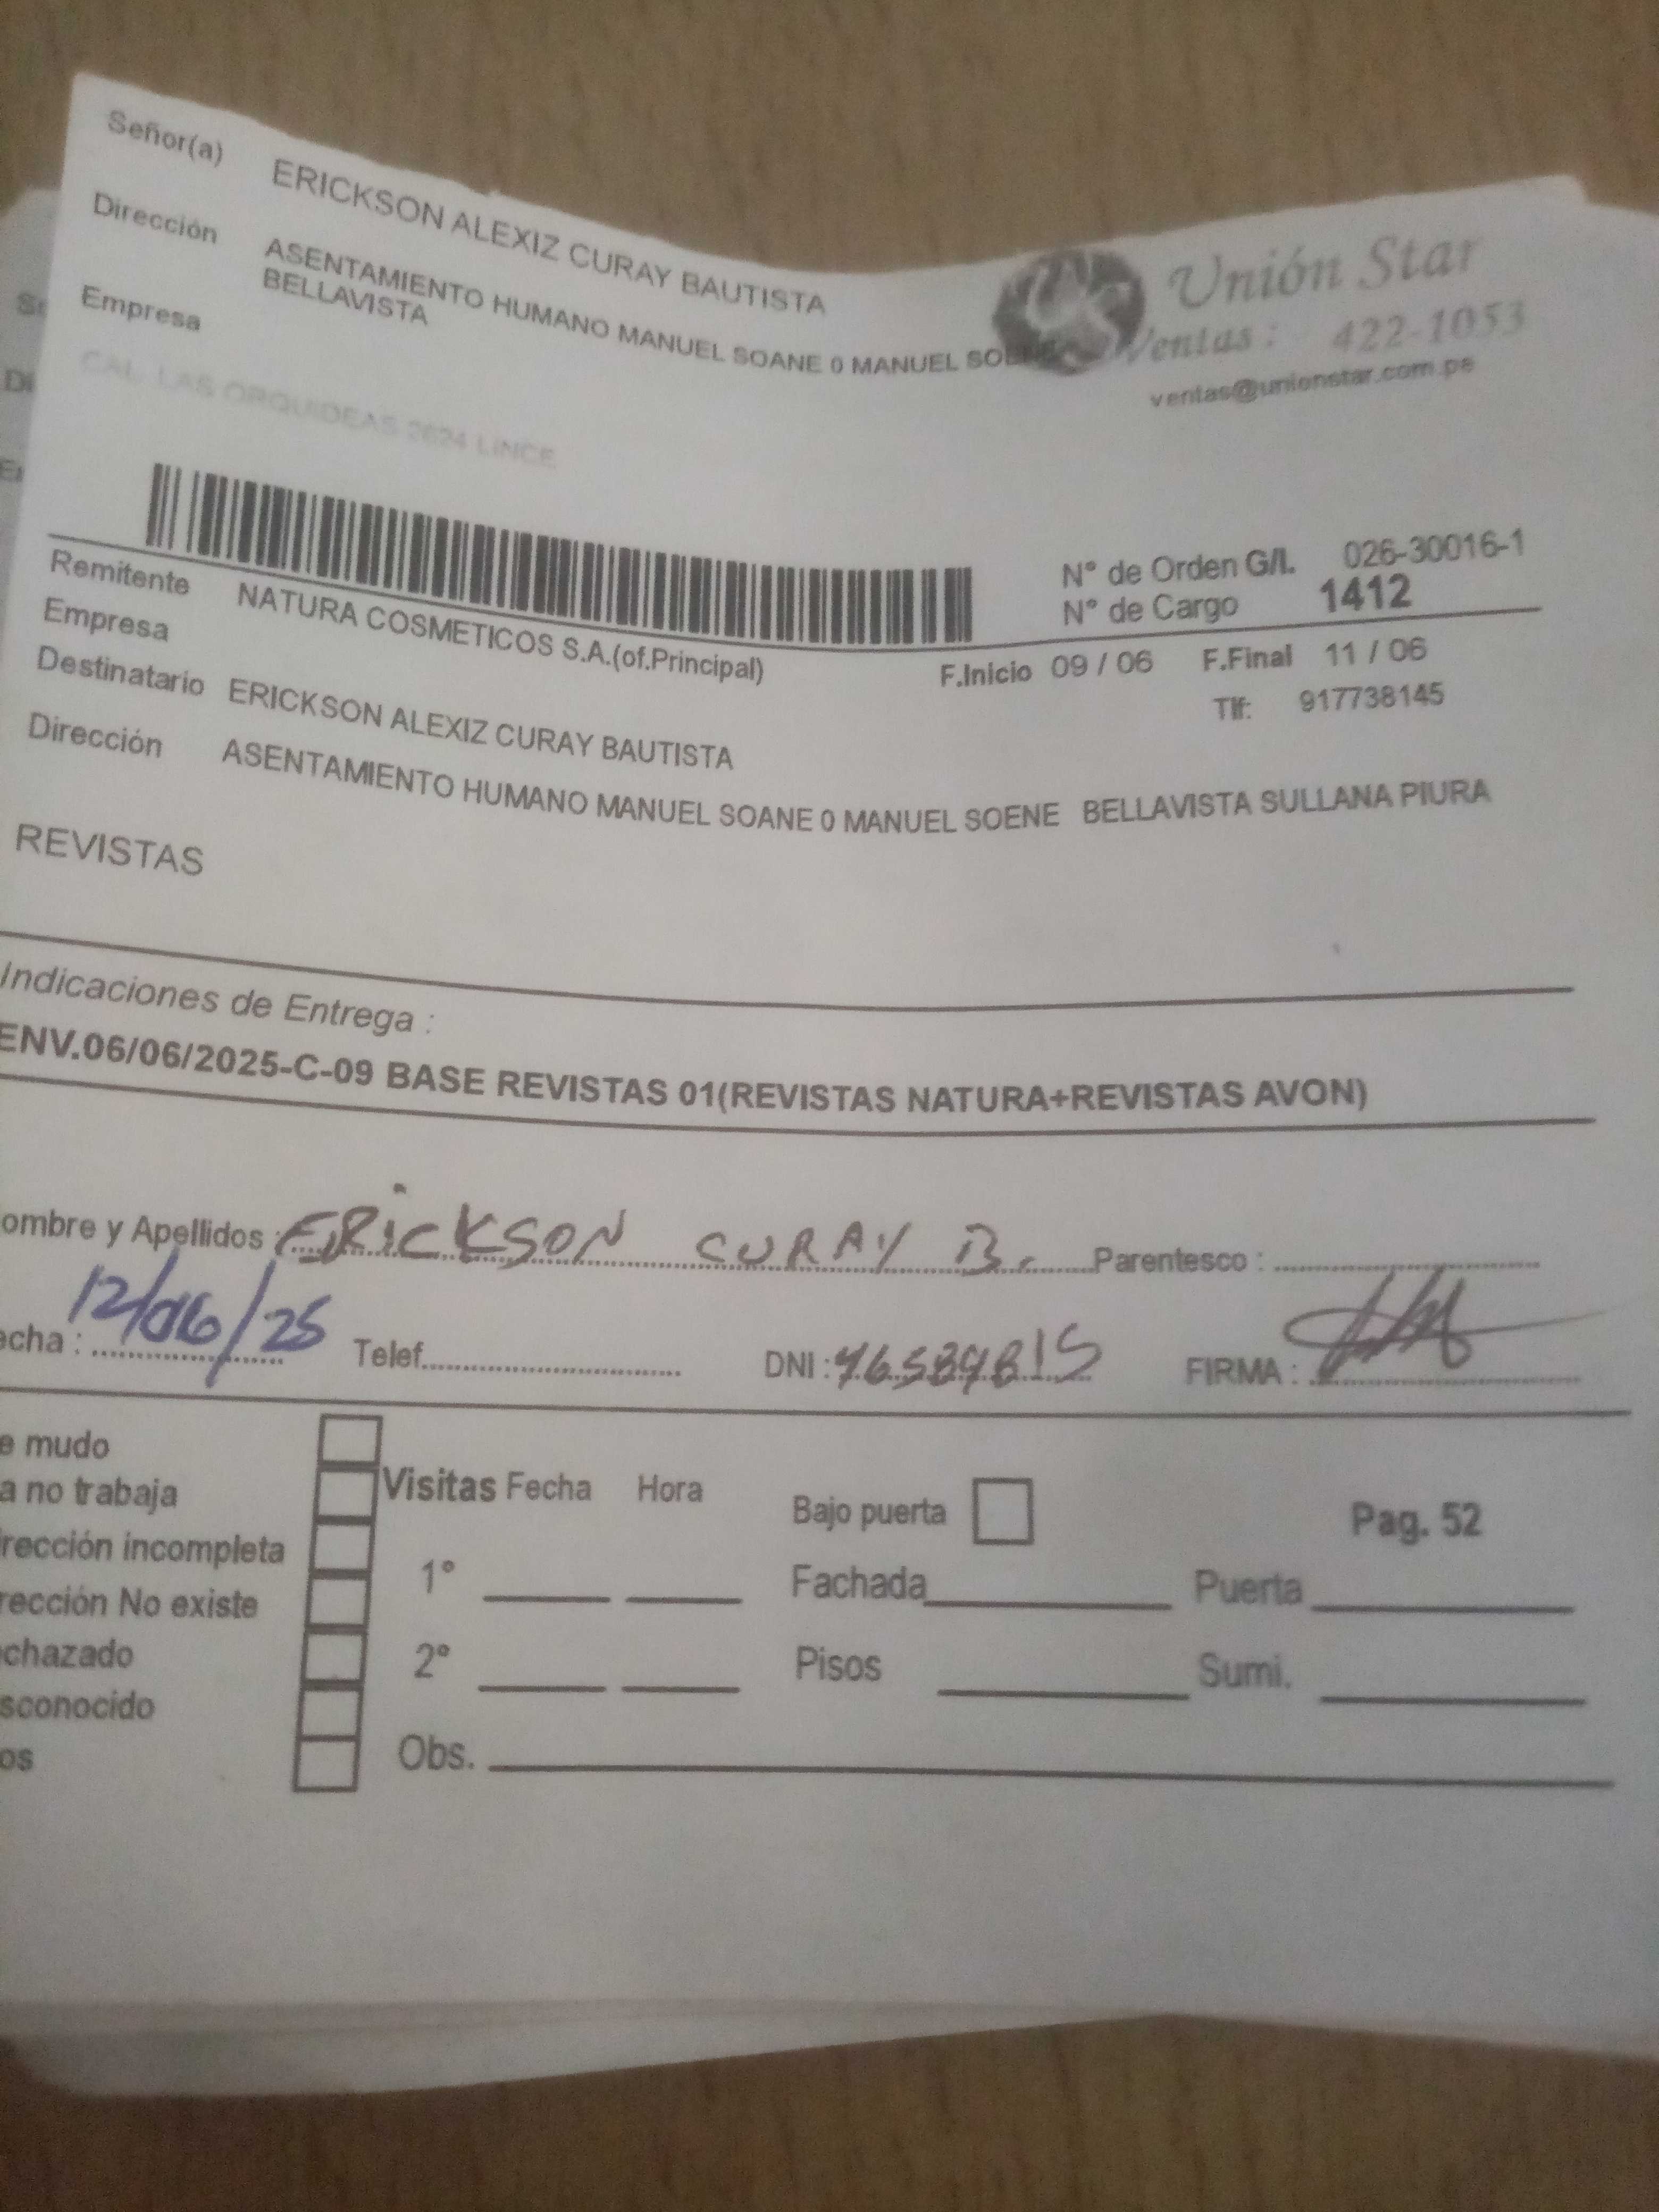 Señor(a) ERICKSON ALEXIZ CURAY BAUTISTA
Dirección ASENTAMIENTO HUMANO MANUEL SOANE 0 MANUEL SOENE
BELLAVISTA
Empresa
Unión Star
Ventas: 422-1053
ventas@unionstar.com.pe
CAL. LAS ORQUIDEAS 2624 LINCE
N° de Orden G/I. 026-30016-1
N° de Cargo 1412
Remitente NATURA COSMETICOS S.A.(of.Principal)
Empresa
F.Inicio 09 / 06 F.Final 11 / 06
Destinatario ERICKSON ALEXIZ CURAY BAUTISTA
Tlf: 917738145
Dirección ASENTAMIENTO HUMANO MANUEL SOANE 0 MANUEL SOENE BELLAVISTA SULLANA PIURA
REVISTAS
Indicaciones de Entrega :
ENV.06/06/2025-C-09 BASE REVISTAS 01(REVISTAS NATURA+REVISTAS AVON)
ombre y Apellidos : ERICKSON CURAY B. Parentesco :
echa : 12/06/25 Telef. DNI : FIRMA :
e mudo
a no trabaja
rección incompleta
rección No existe
chazado
sconocido
os
Visitas Fecha Hora
1°
2°
Obs.
Bajo puerta
Pag. 52
Fachada Puerta
Pisos Sumi.